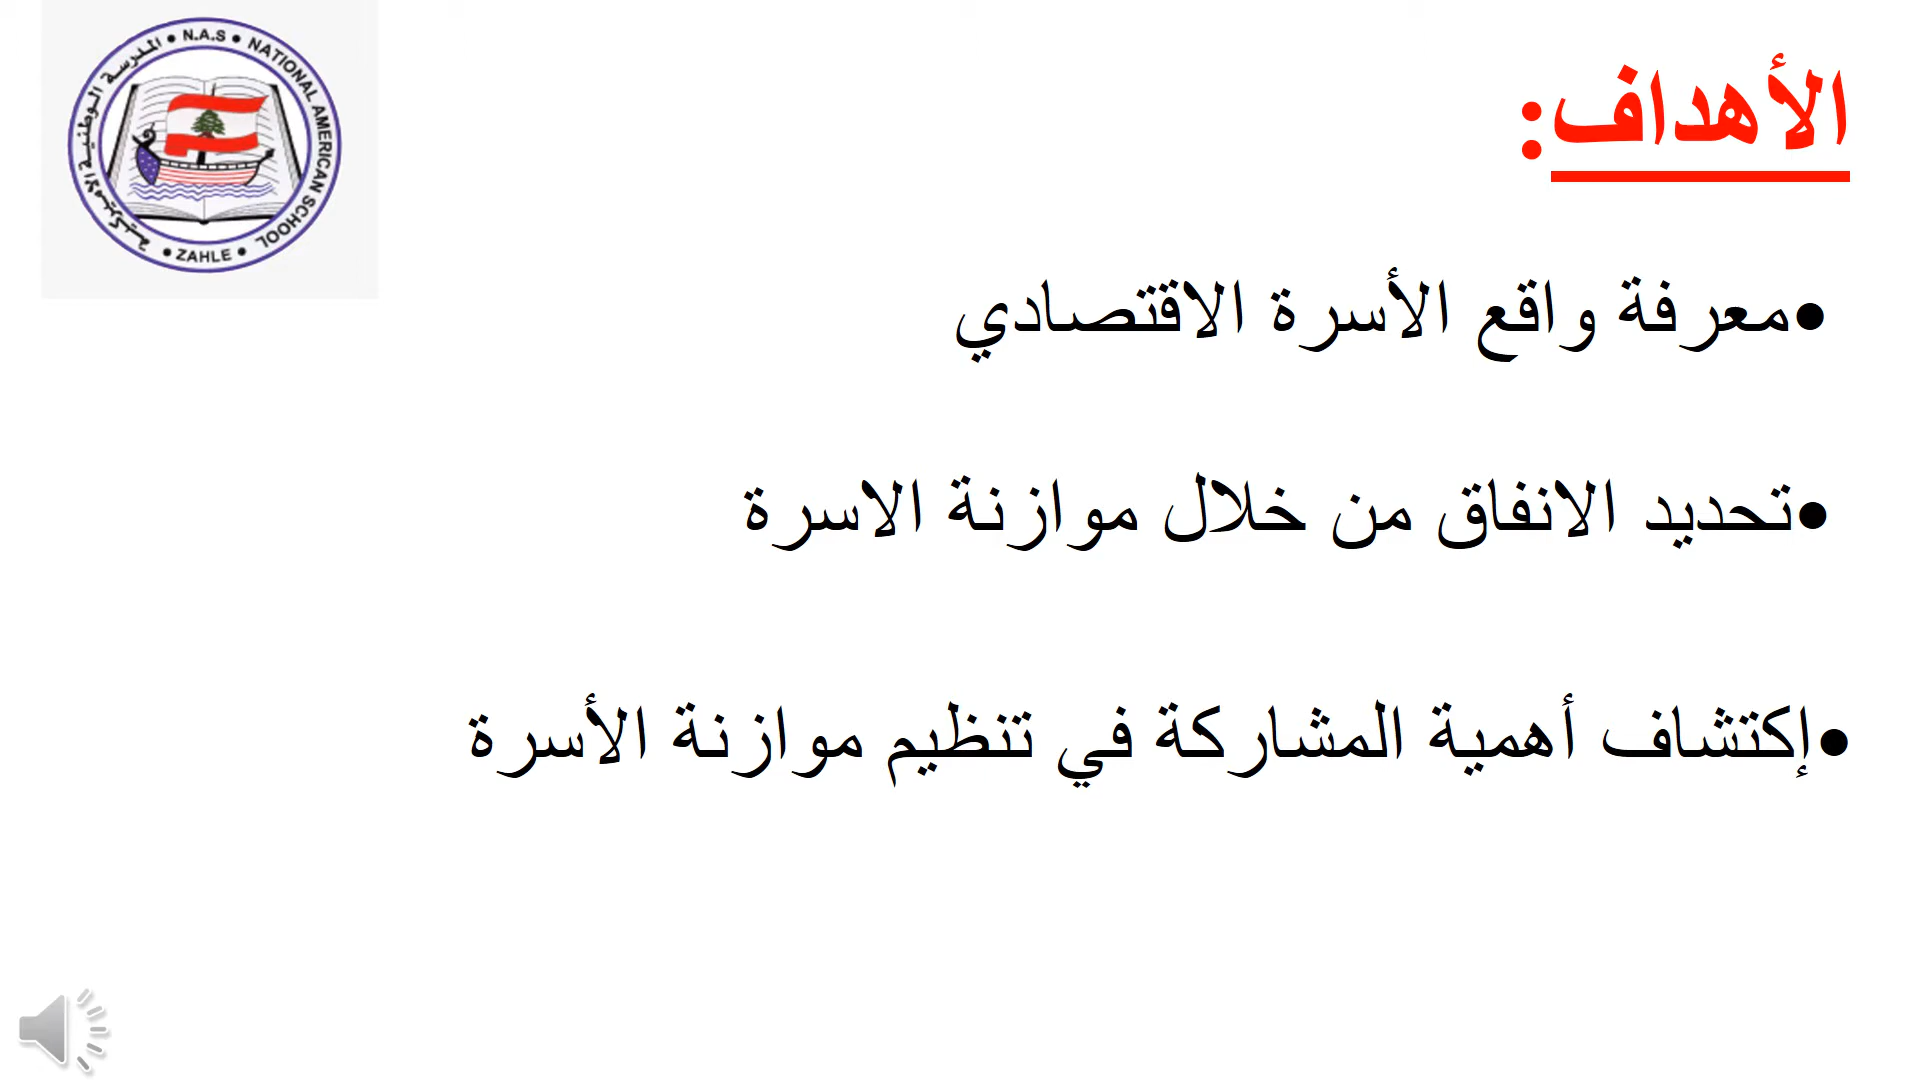 الأهداف:
N.A.S • NATIONAL AMERICAN SCHOOL • ZAHLE • المدرسة الوطنية الاميركية
•معرفة واقع الأسرة الاقتصادي
•تحديد الانفاق من خلال موازنة الاسرة
•إكتشاف أهمية المشاركة في تنظيم موازنة الأسرة